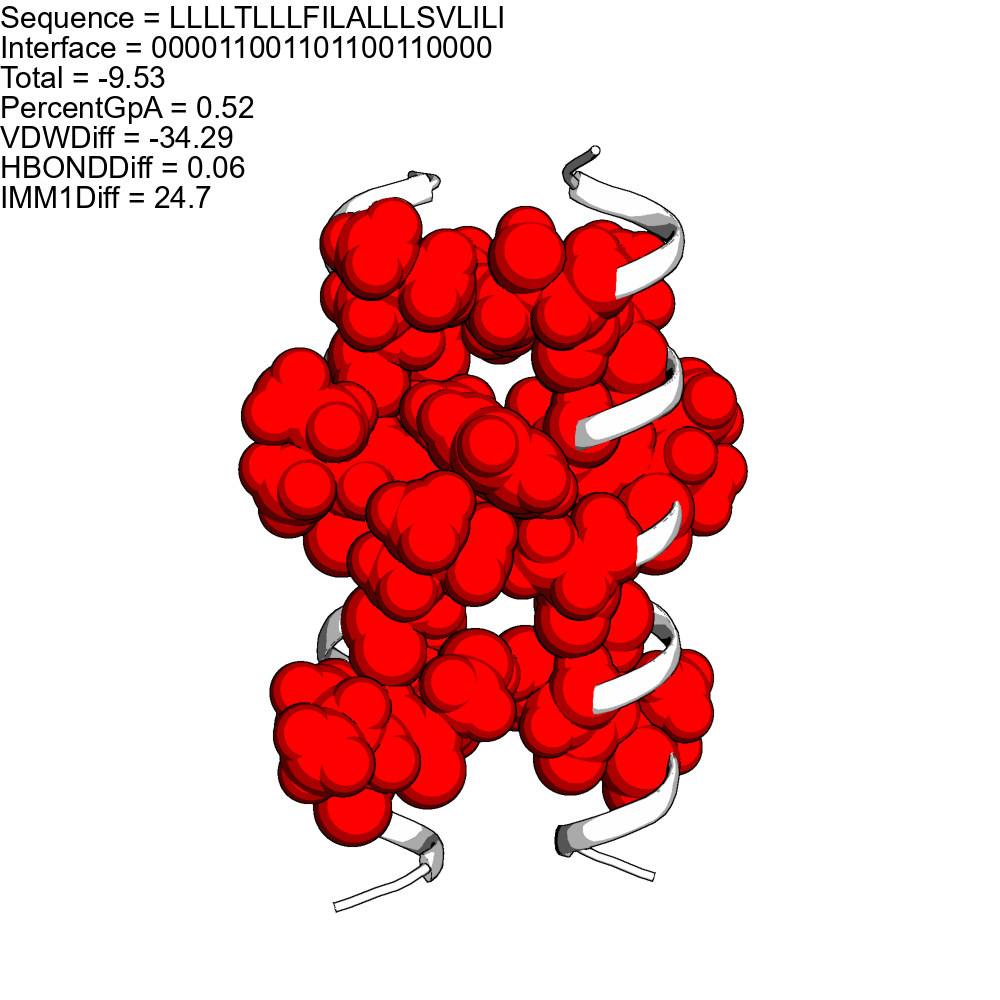 Sequence = LLLLTLLLFILALLLSVLILI
Interface = 000011001101100110000
Total = -9.53
PercentGpA = 0.52
VDWDiff = -34.29
HBONDDiff = 0.06
IMM1Diff = 24.7